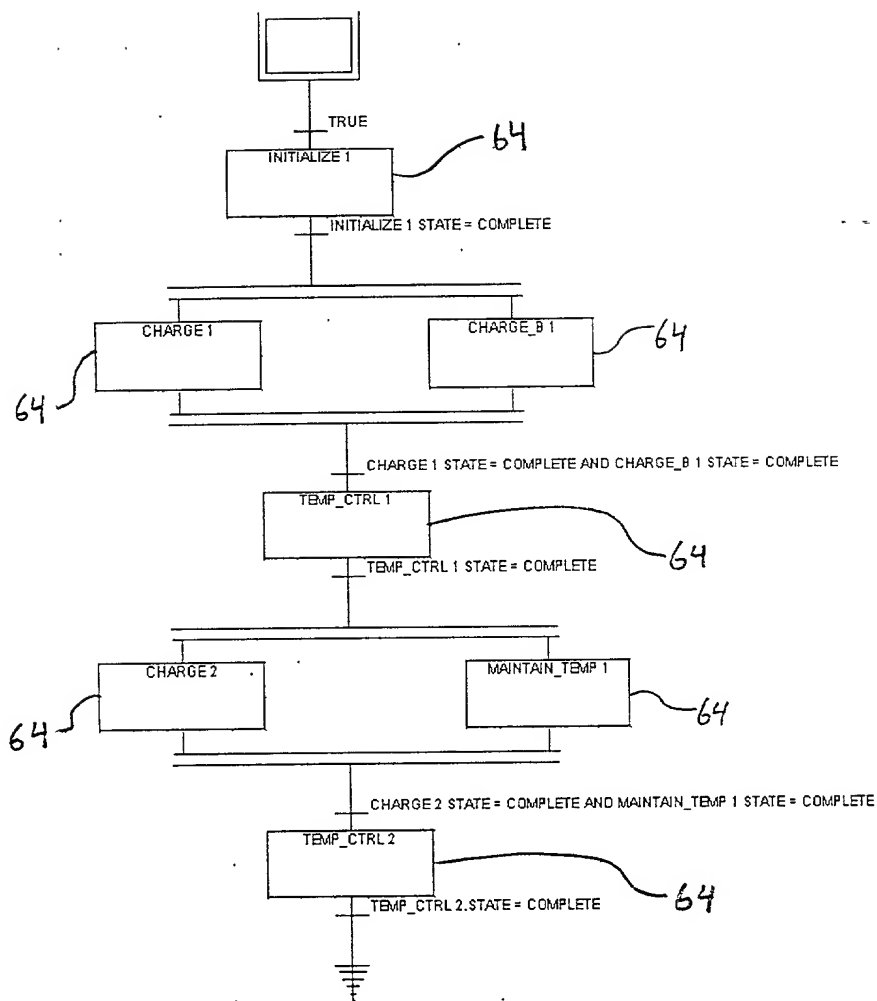 TRUE
INITIALIZE 1
64
INITIALIZE 1 STATE = COMPLETE
CHARGE 1
CHARGE_B 1
64
64
CHARGE 1 STATE = COMPLETE AND CHARGE_B 1 STATE = COMPLETE
TEMP_CTRL 1
64
TEMP_CTRL 1 STATE = COMPLETE
CHARGE 2
MAINTAIN_TEMP 1
64
64
CHARGE 2 STATE = COMPLETE AND MAINTAIN_TEMP 1 STATE = COMPLETE
TEMP_CTRL 2
64
TEMP_CTRL 2.STATE = COMPLETE